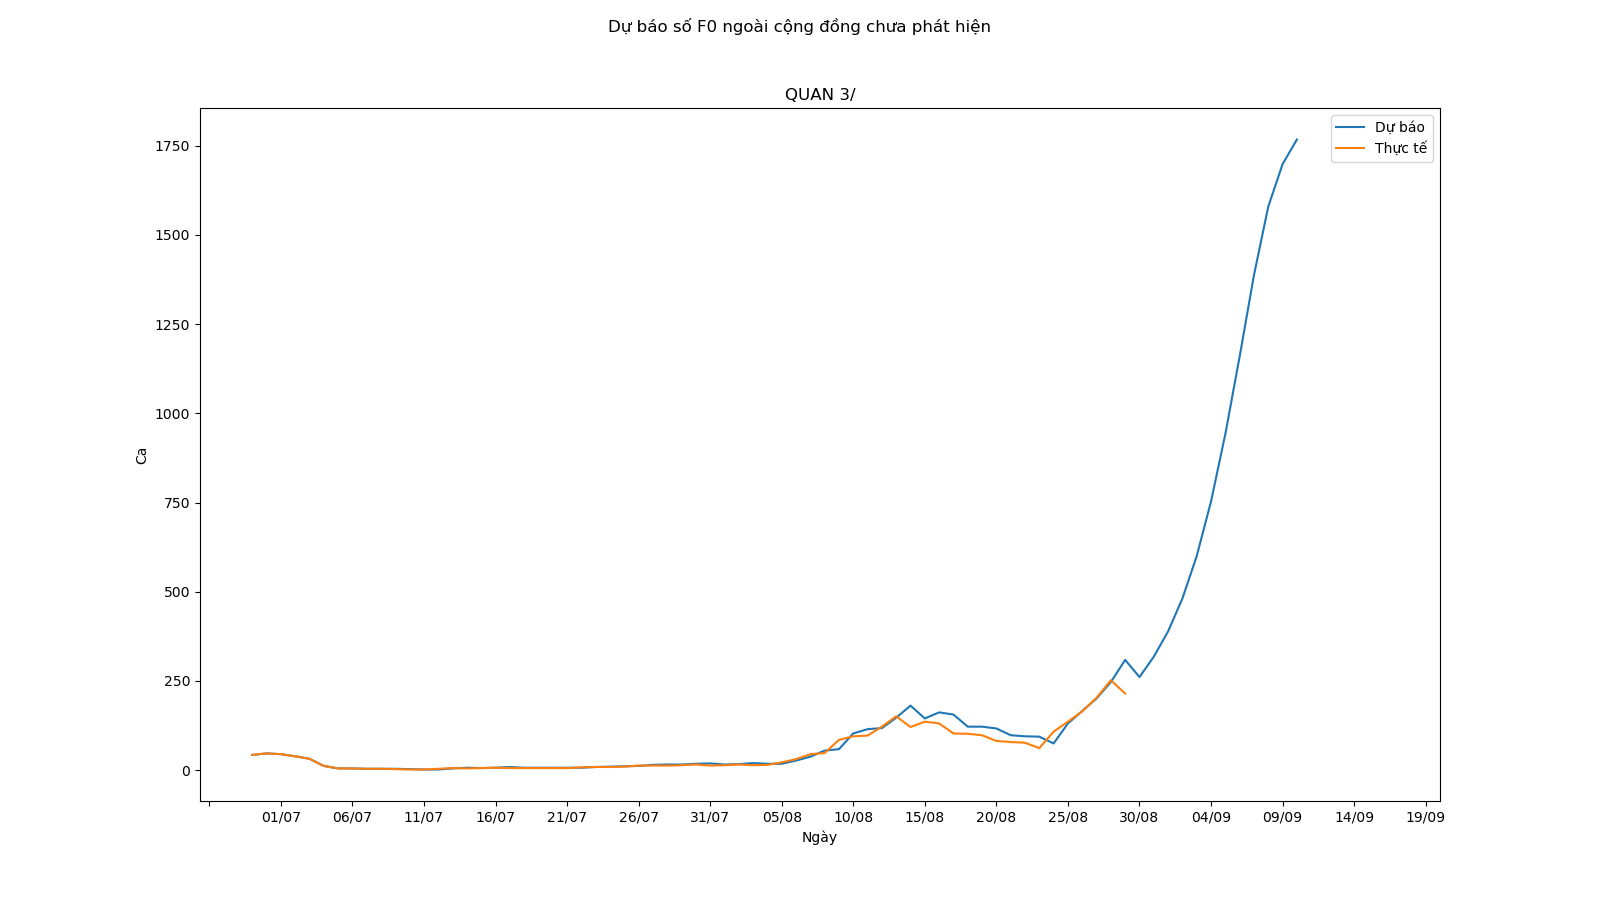 Dự báo số F0 ngoài cộng đồng chưa phát hiện
QUAN 3/
Dự báo
Thực tế
1750
1500
1250
1000
750
500
250
0
Ca
01/07 06/07 11/07 16/07 21/07 26/07 31/07 05/08 10/08 15/08 20/08 25/08 30/08 04/09 09/09 14/09 19/09
Ngày